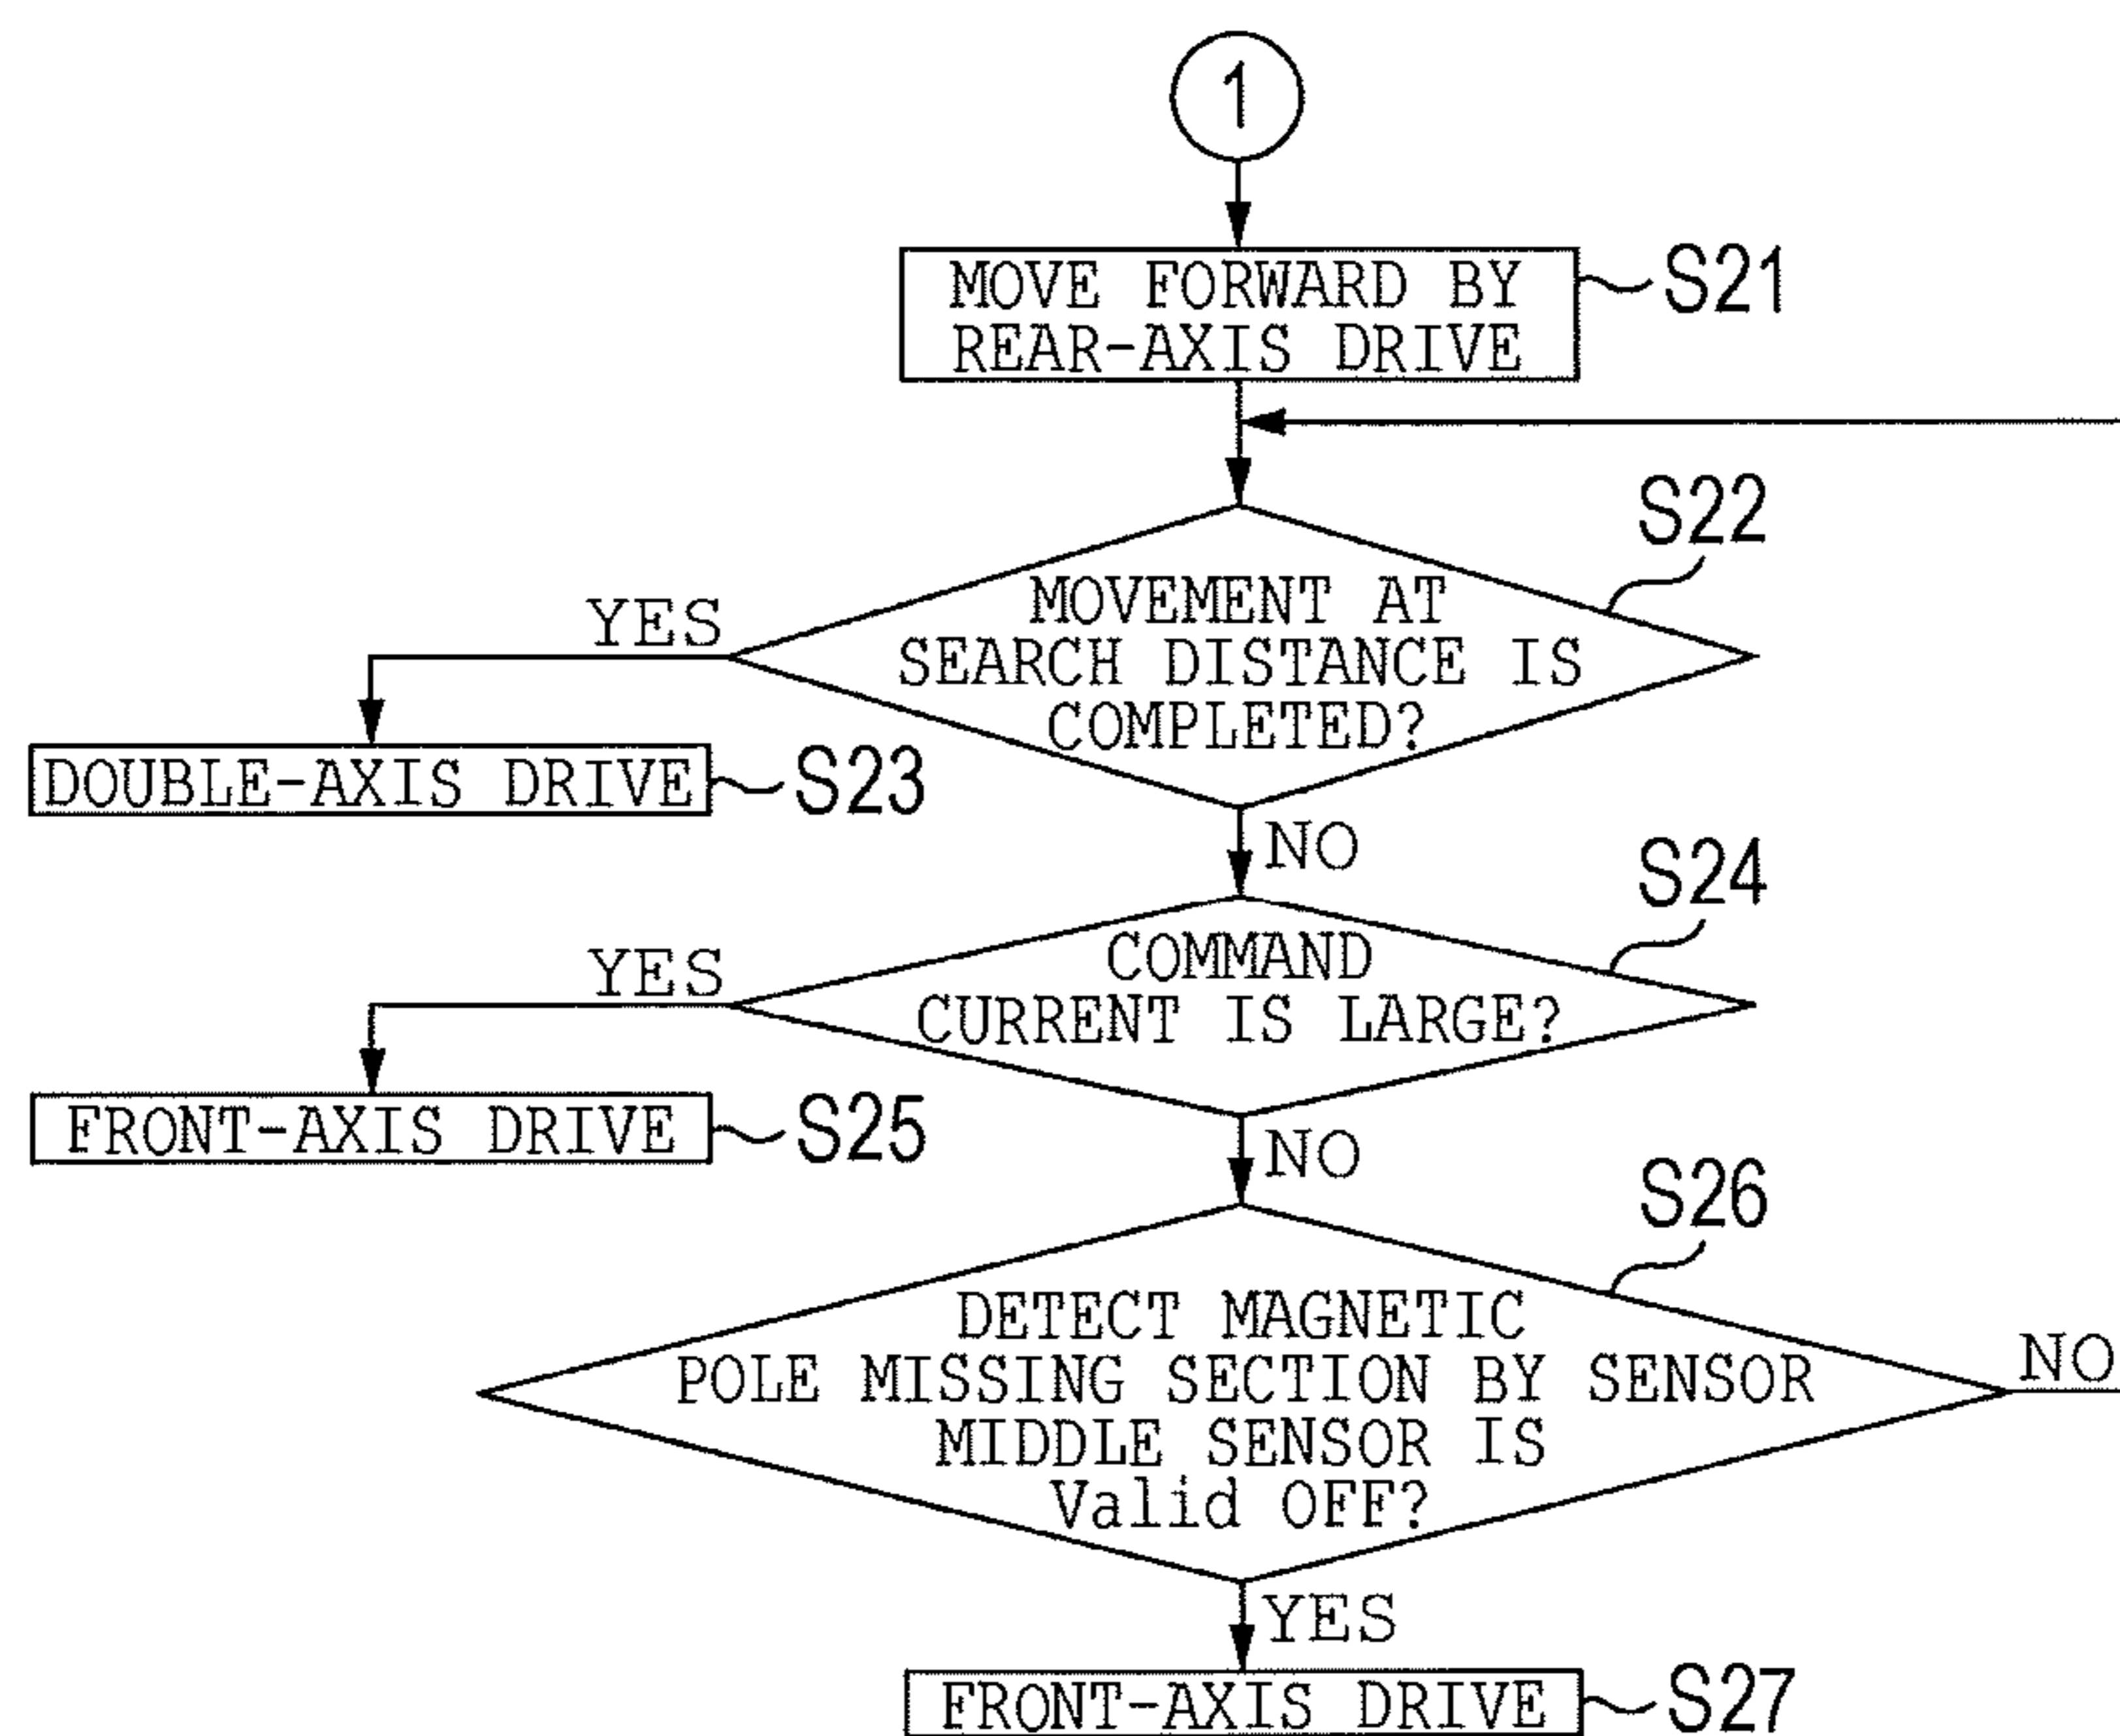 1
MOVE FORWARD BY
REAR-AXIS DRIVE
S21
S22
MOVEMENT AT
SEARCH DISTANCE IS
COMPLETED?
YES
DOUBLE-AXIS DRIVE
S23
NO
S24
COMMAND
CURRENT IS LARGE?
YES
FRONT-AXIS DRIVE
S25
NO
S26
DETECT MAGNETIC
POLE MISSING SECTION BY SENSOR
MIDDLE SENSOR IS
Valid OFF?
NO
YES
FRONT-AXIS DRIVE
S27